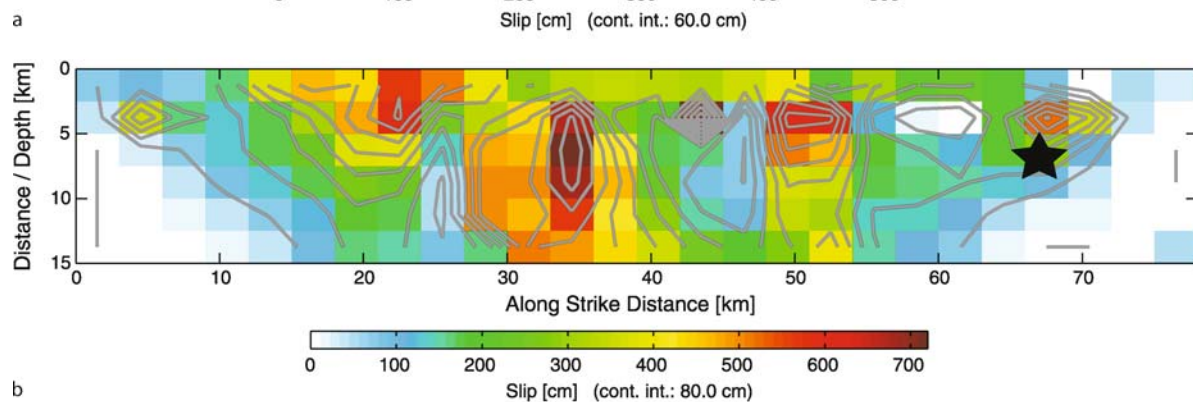 a
Slip [cm] (cont. int.: 60.0 cm)
Distance / Depth [km]
0
5
10
15
0 10 20 30 40 50 60 70
Along Strike Distance [km]
0 100 200 300 400 500 600 700
b
Slip [cm] (cont. int.: 80.0 cm)